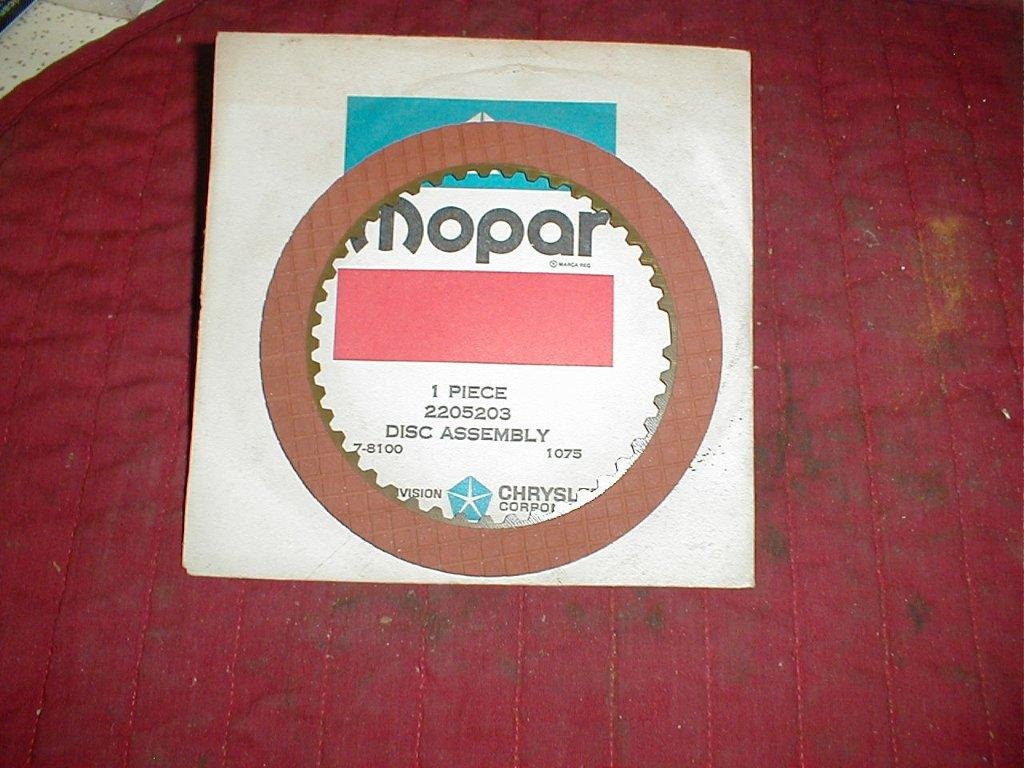 Mopar
® MARCA REG
1 PIECE
2205203
DISC ASSEMBLY
7-8100 1075
VISION CHRYSL
CORPO